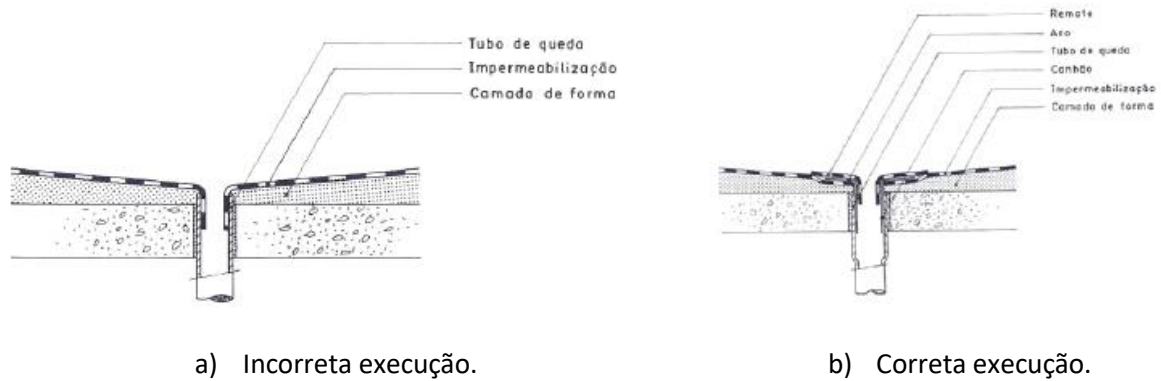 Tubo de queda
Impermeabilização
Camada de forma
Remate
Aro
Tubo de queda
Canhão
Impermeabilização
Camada de forma
a) Incorreta execução.
b) Correta execução.